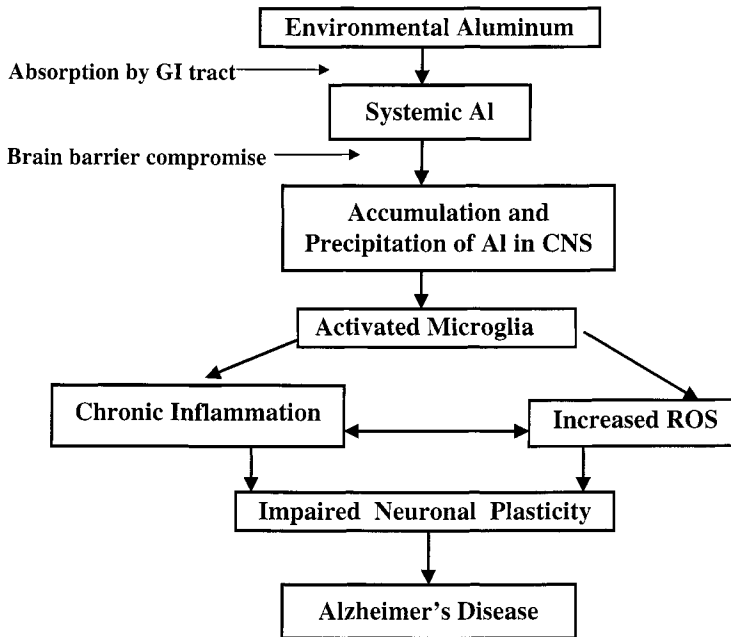 Environmental Aluminum
Absorption by GI tract
Systemic Al
Brain barrier compromise
Accumulation and
Precipitation of Al in CNS
Activated Microglia
Chronic Inflammation
Increased ROS
Impaired Neuronal Plasticity
Alzheimer's Disease